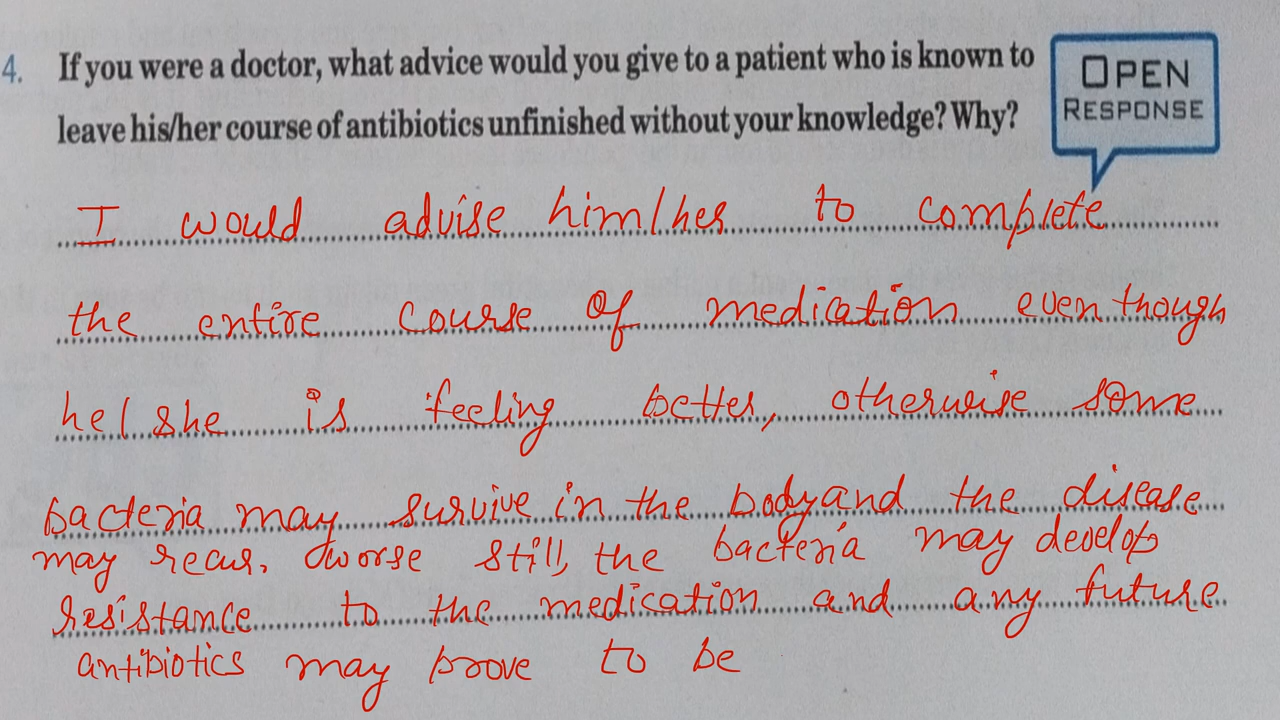 4. If you were a doctor, what advice would you give to a patient who is known to
leave his/her course of antibiotics unfinished without your knowledge? Why?
OPEN
RESPONSE
I would advise him/her to complete
the entire course of medication even though
he/she is feeling better, otherwise some
bacteria may survive in the body and the disease
may recur. worse still, the bacteria may develop
resistance to the medication and any future
antibiotics may prove to be